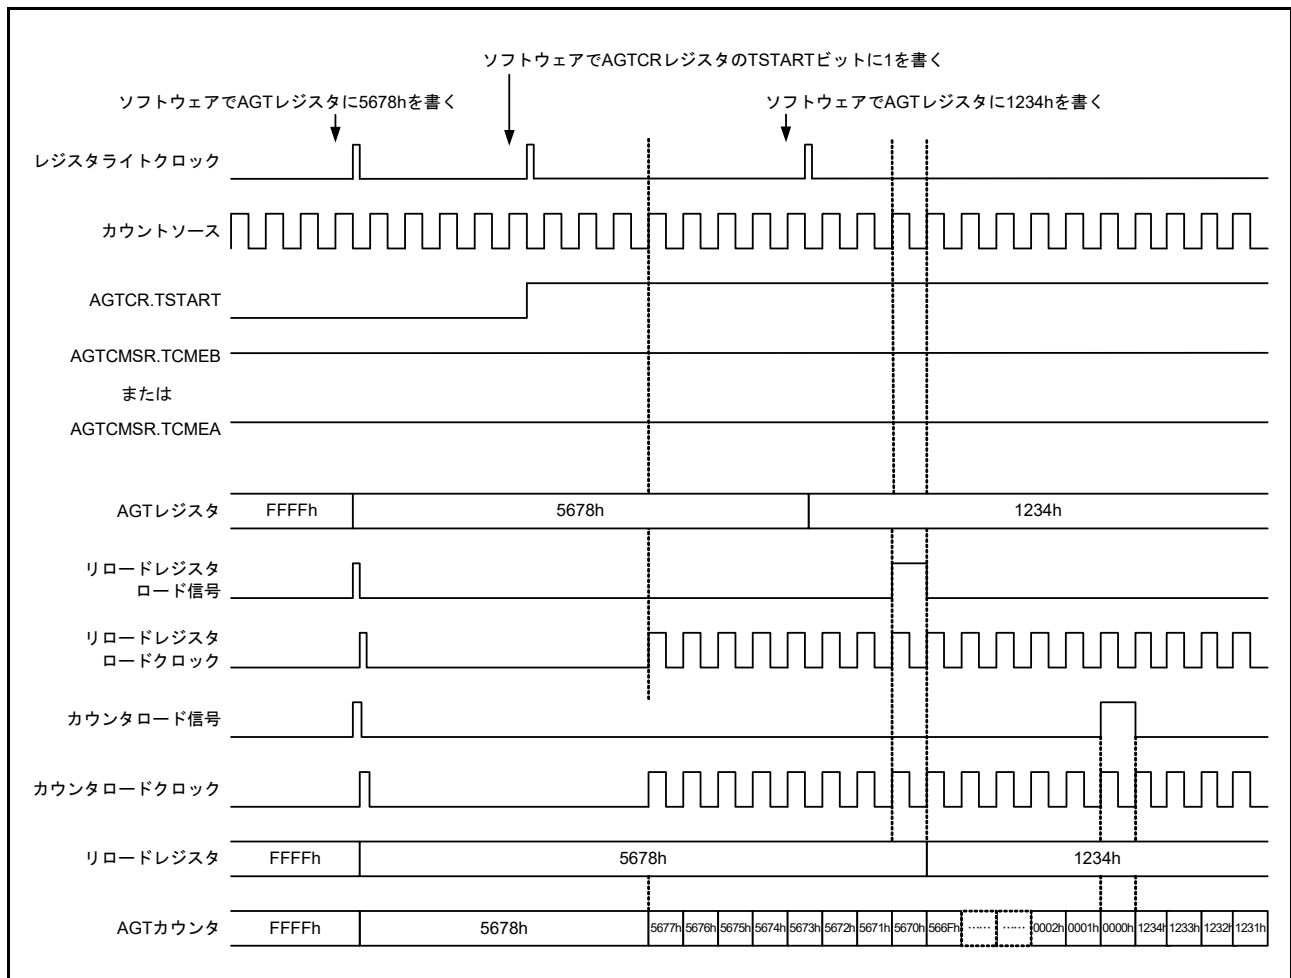 ソフトウェアでAGTCRレジスタのTSTARTビットに1を書く
ソフトウェアでAGTレジスタに5678hを書く
ソフトウェアでAGTレジスタに1234hを書く
レジスタライトクロック
カウントソース
AGTCR.TSTART
AGTCMSR.TCMEB
または
AGTCMSR.TCMEA
AGTレジスタ FFFFh 5678h 1234h
リロードレジスタ
ロード信号
リロードレジスタ
ロードクロック
カウンタロード信号
カウンタロードクロック
リロードレジスタ FFFFh 5678h 1234h
AGTカウンタ FFFFh 5678h 5677h 5676h 5675h 5674h 5673h 5672h 5671h 5670h 566Fh ...... ...... 0002h 0001h 0000h 1234h 1233h 1232h 1231h